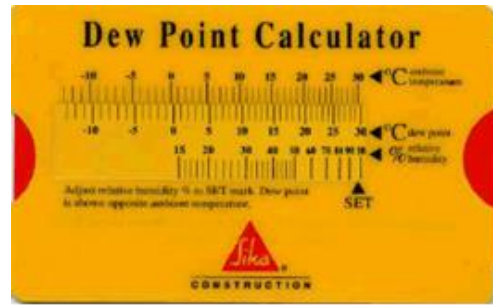 Dew Point Calculator
-10 -5 0 5 10 15 20 25 30 ◀°C ambient temperature
-10 -5 0 5 10 15 20 25 30 ◀°C dew point
15 20 30 40 50 60 70 80 90 ◀% relative humidity
Adjust relative humidity % to SET mark. Dew point
is shown opposite ambient temperature.
SET
Sika®
CONSTRUCTION